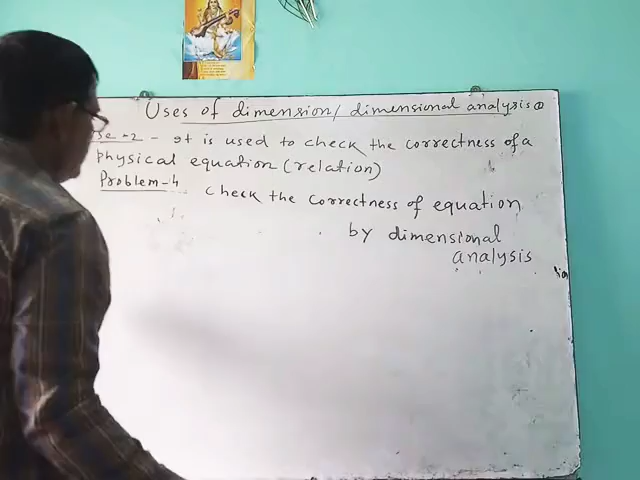 Uses of dimension/dimensional analysis
se-2 - It is used to check the correctness of a
physical equation (relation)
Problem-4 check the correctness of equation
by dimensional
analysis